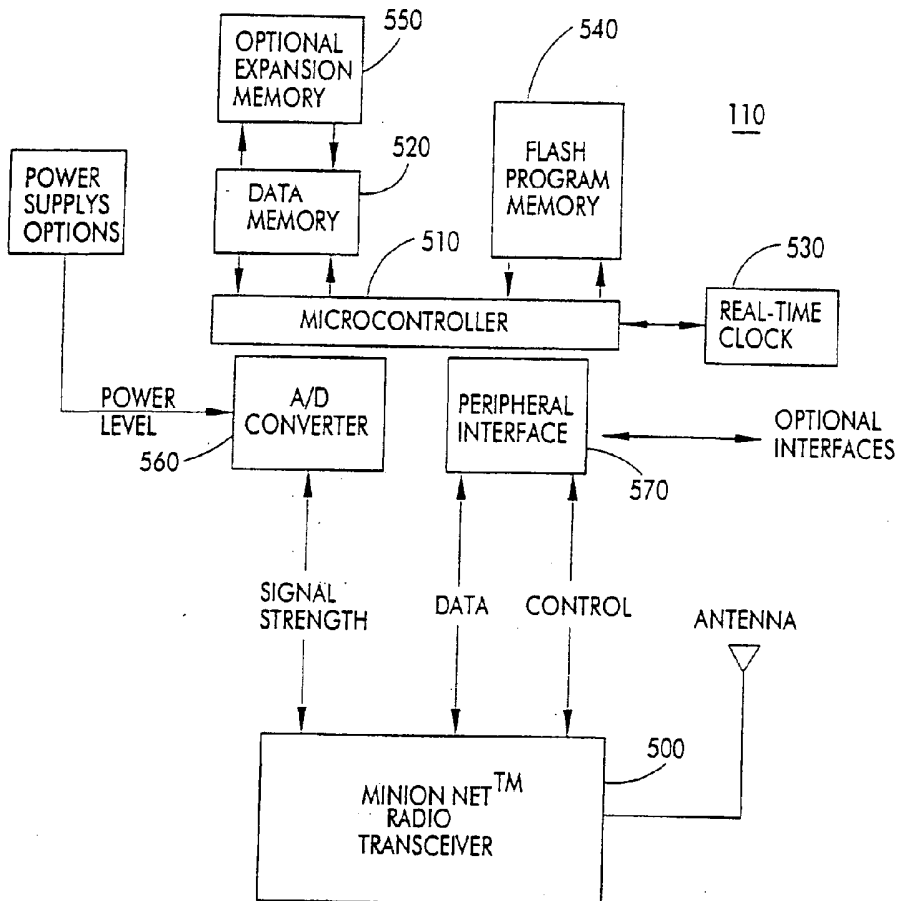 550
OPTIONAL
EXPANSION
MEMORY
540
110
POWER
SUPPLYS
OPTIONS
520
DATA
MEMORY
FLASH
PROGRAM
MEMORY
510
530
MICROCONTROLLER
REAL-TIME
CLOCK
POWER
LEVEL
A/D
CONVERTER
560
PERIPHERAL
INTERFACE
570
OPTIONAL
INTERFACES
SIGNAL
STRENGTH
DATA
CONTROL
ANTENNA
500
MINION NET™
RADIO
TRANSCEIVER